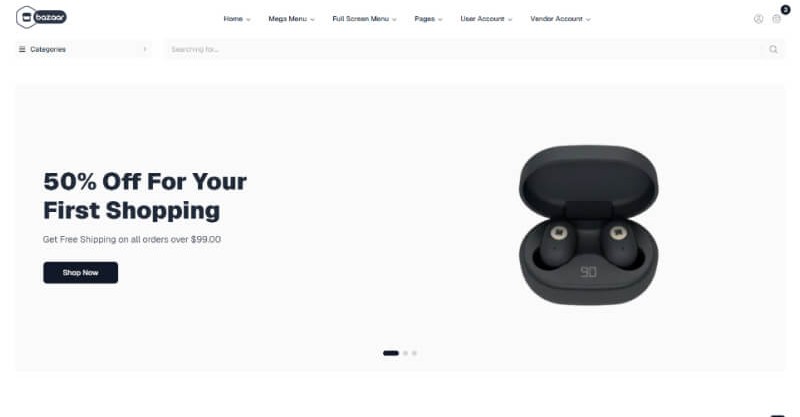 bazaar
Home Mega Menu Full Screen Menu Pages User Account Vendor Account
3
Categories
Searching for...
50% Off For Your
First Shopping
Get Free Shipping on all orders over $99.00
Shop Now
90